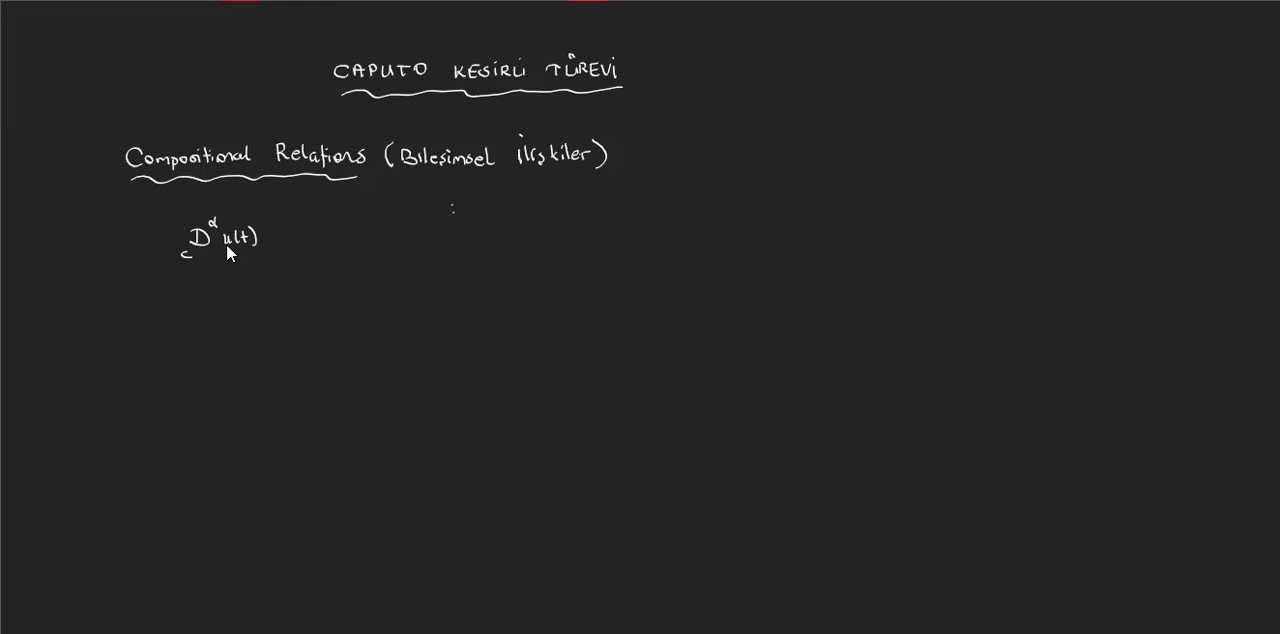 CAPUTO KESİRLİ TÜREVİ
Compositional Relations (Bileşimsel İlişkiler)
:
cD^α u(t)